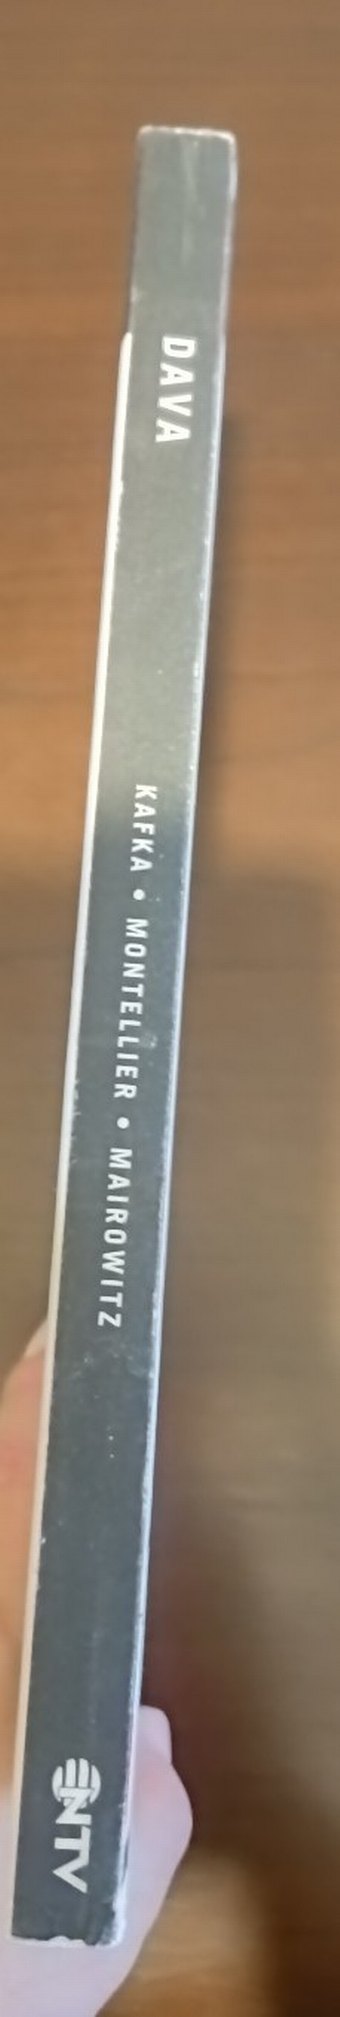 DAVA
KAFKA • MONTELLIER • MAIROWITZ
NTV